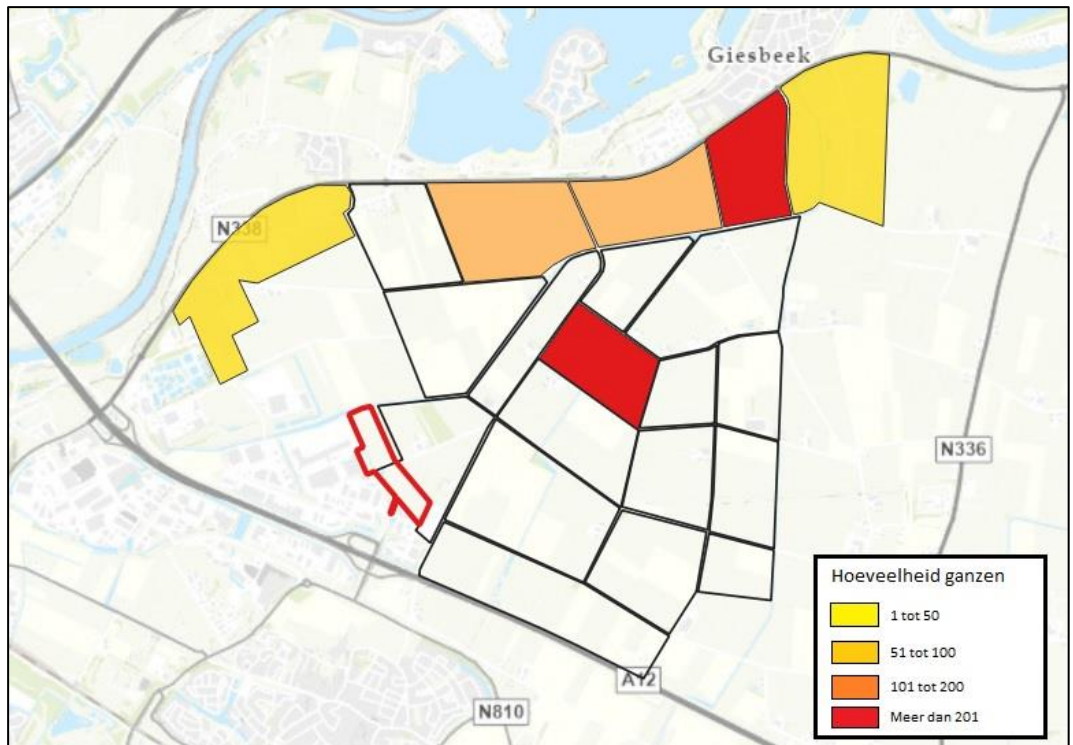 Giesbeek
N338
N336
A12
N810
Hoeveelheid ganzen
1 tot 50
51 tot 100
101 tot 200
Meer dan 201